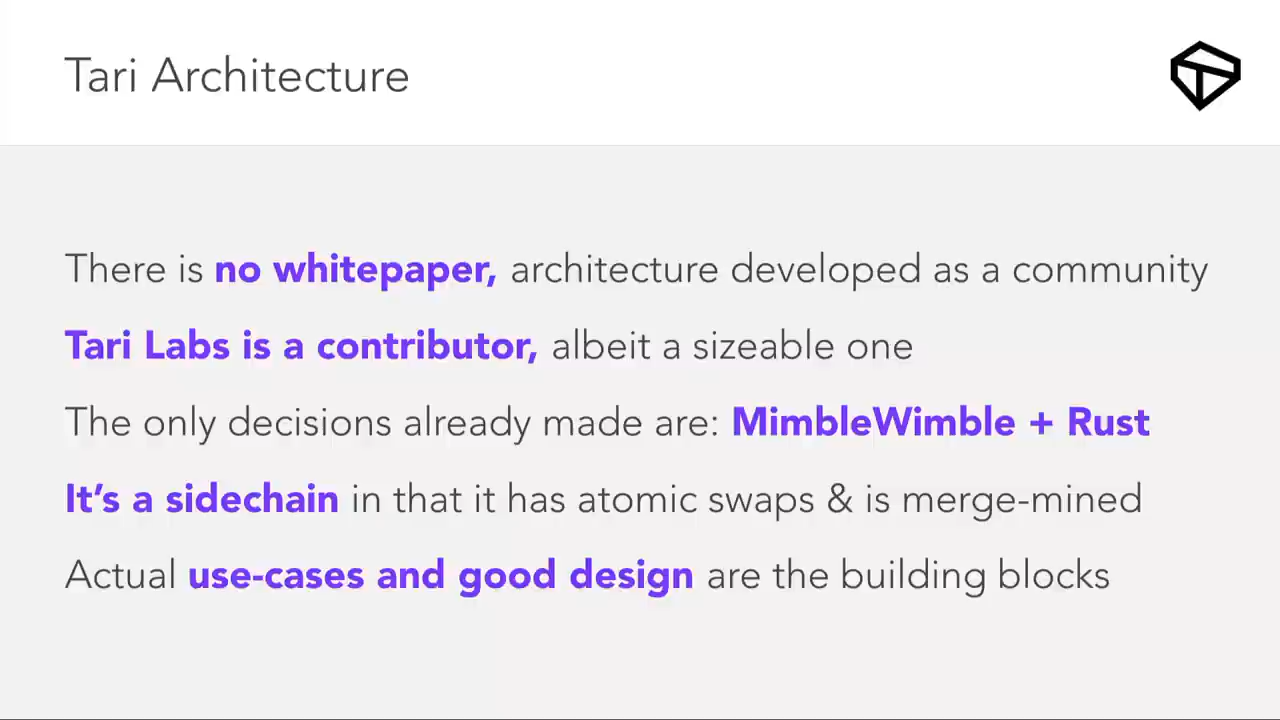 Tari Architecture
There is no whitepaper, architecture developed as a community
Tari Labs is a contributor, albeit a sizeable one
The only decisions already made are: MimbleWimble + Rust
It’s a sidechain in that it has atomic swaps & is merge-mined
Actual use-cases and good design are the building blocks